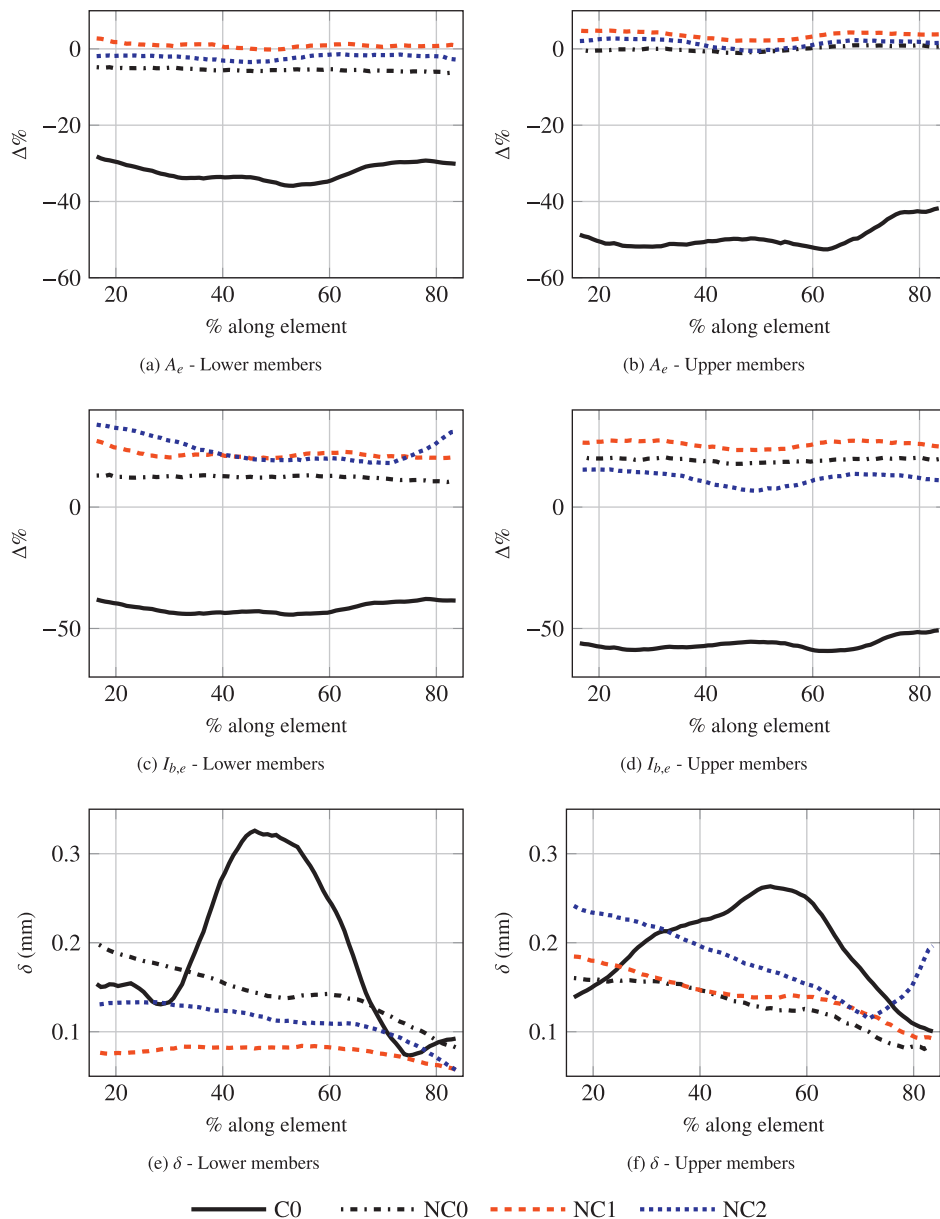 0
−20
−40
−60
Δ%
20 40 60 80
% along element
(a) A_e - Lower members
0
−20
−40
−60
Δ%
20 40 60 80
% along element
(b) A_e - Upper members
0
−50
Δ%
20 40 60 80
% along element
(c) I_{b,e} - Lower members
0
−50
Δ%
20 40 60 80
% along element
(d) I_{b,e} - Upper members
0.3
0.2
0.1
δ (mm)
20 40 60 80
% along element
(e) δ - Lower members
0.3
0.2
0.1
δ (mm)
20 40 60 80
% along element
(f) δ - Upper members
C0 NC0 NC1 NC2